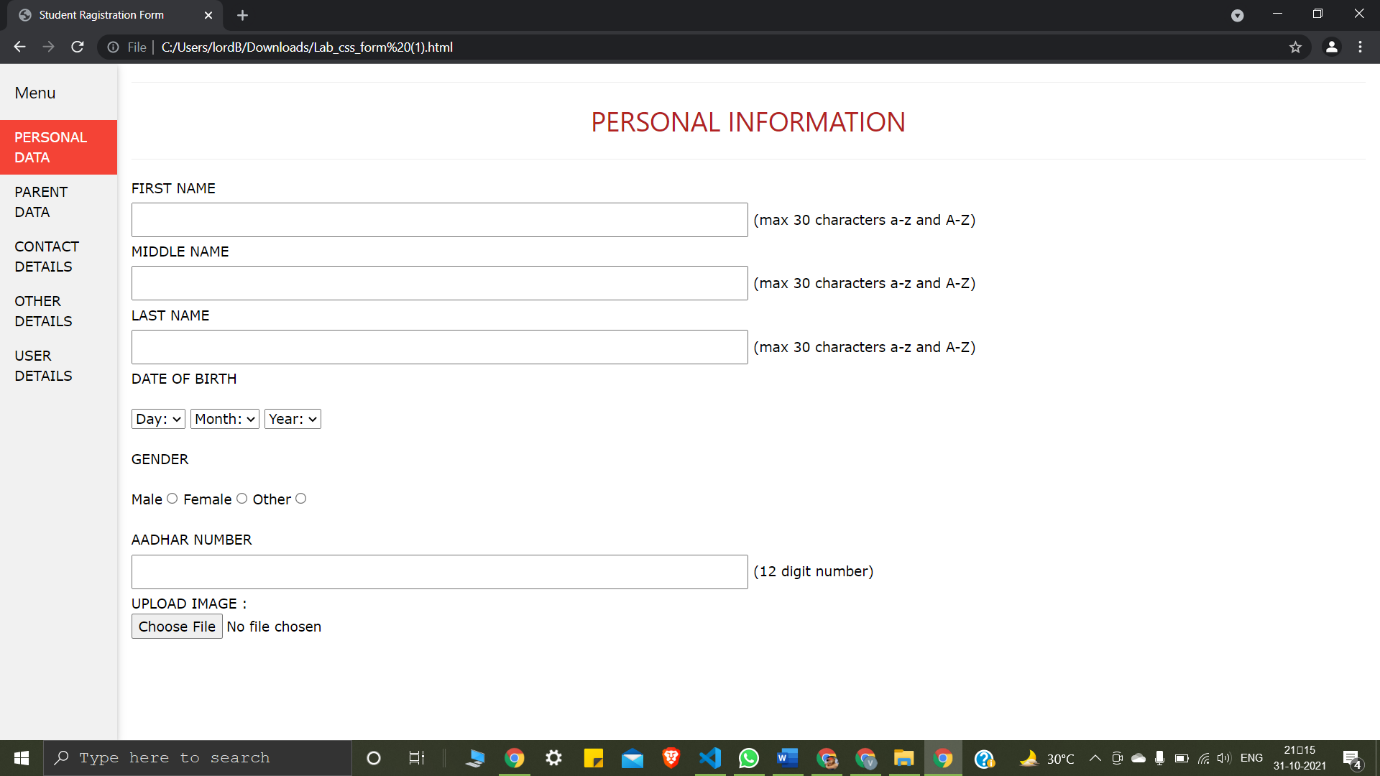 Student Ragistration Form
File | C:/Users/lordB/Downloads/Lab_css_form%20(1).html
Menu
PERSONAL
DATA
PARENT
DATA
CONTACT
DETAILS
OTHER
DETAILS
USER
DETAILS
PERSONAL INFORMATION
FIRST NAME
(max 30 characters a-z and A-Z)
MIDDLE NAME
(max 30 characters a-z and A-Z)
LAST NAME
(max 30 characters a-z and A-Z)
DATE OF BIRTH
Day: Month: Year:
GENDER
Male Female Other
AADHAR NUMBER
(12 digit number)
UPLOAD IMAGE :
Choose File No file chosen
Type here to search
30°C
ENG
21▯15
31-10-2021
4